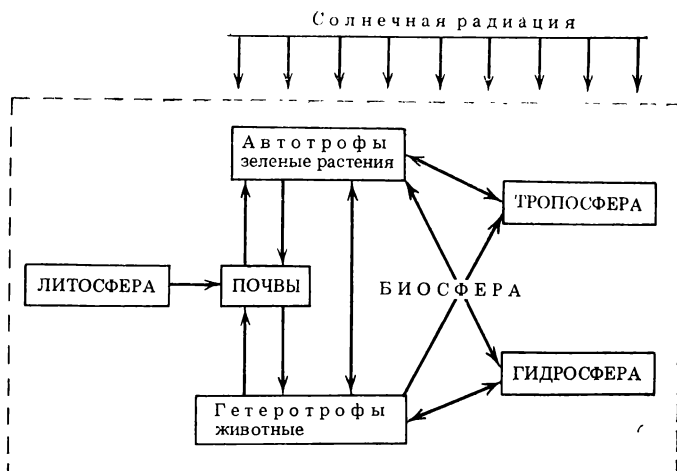 Солнечная радиация
Автотрофы
зеленые растения
ТРОПОСФЕРА
ЛИТОСФЕРА
ПОЧВЫ
БИОСФЕРА
ГИДРОСФЕРА
Гетеротрофы
животные